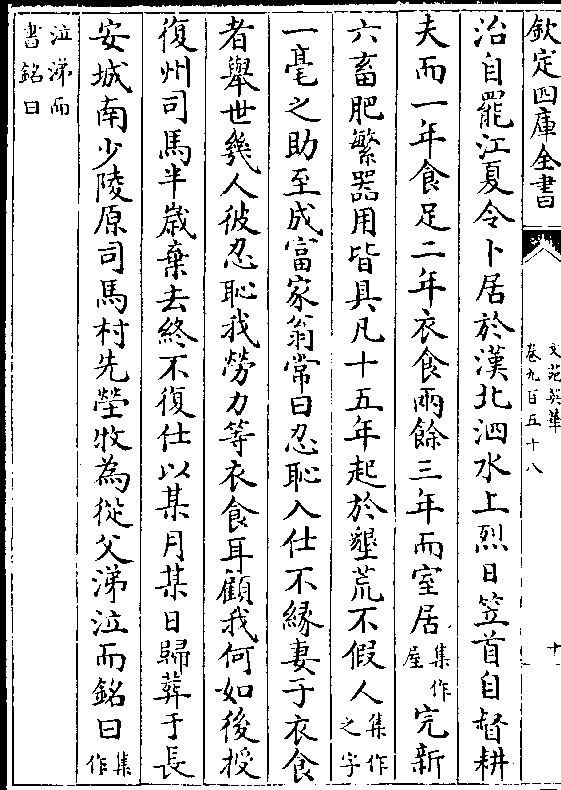 欽定四庫全書
文苑英華
卷九百五十八
十一
治自罷江夏令卜居於漢北泗水上烈日笠首自督耕
夫而一年食足二年衣食兩餘三年而室居集作屋完新
六畜肥繁器用皆具凡十五年起於墾荒不假人集作之字
一毫之助至成富家翁常曰忍恥入仕不緣妻子衣食
者舉世幾人彼忍恥我勞力等衣食耳顧我何如後授
復州司馬半歲棄去終不復仕以某月某日歸葬于長
安城南少陵原司馬村先塋牧為從父涕泣而銘曰集作
泣涕而
書銘曰